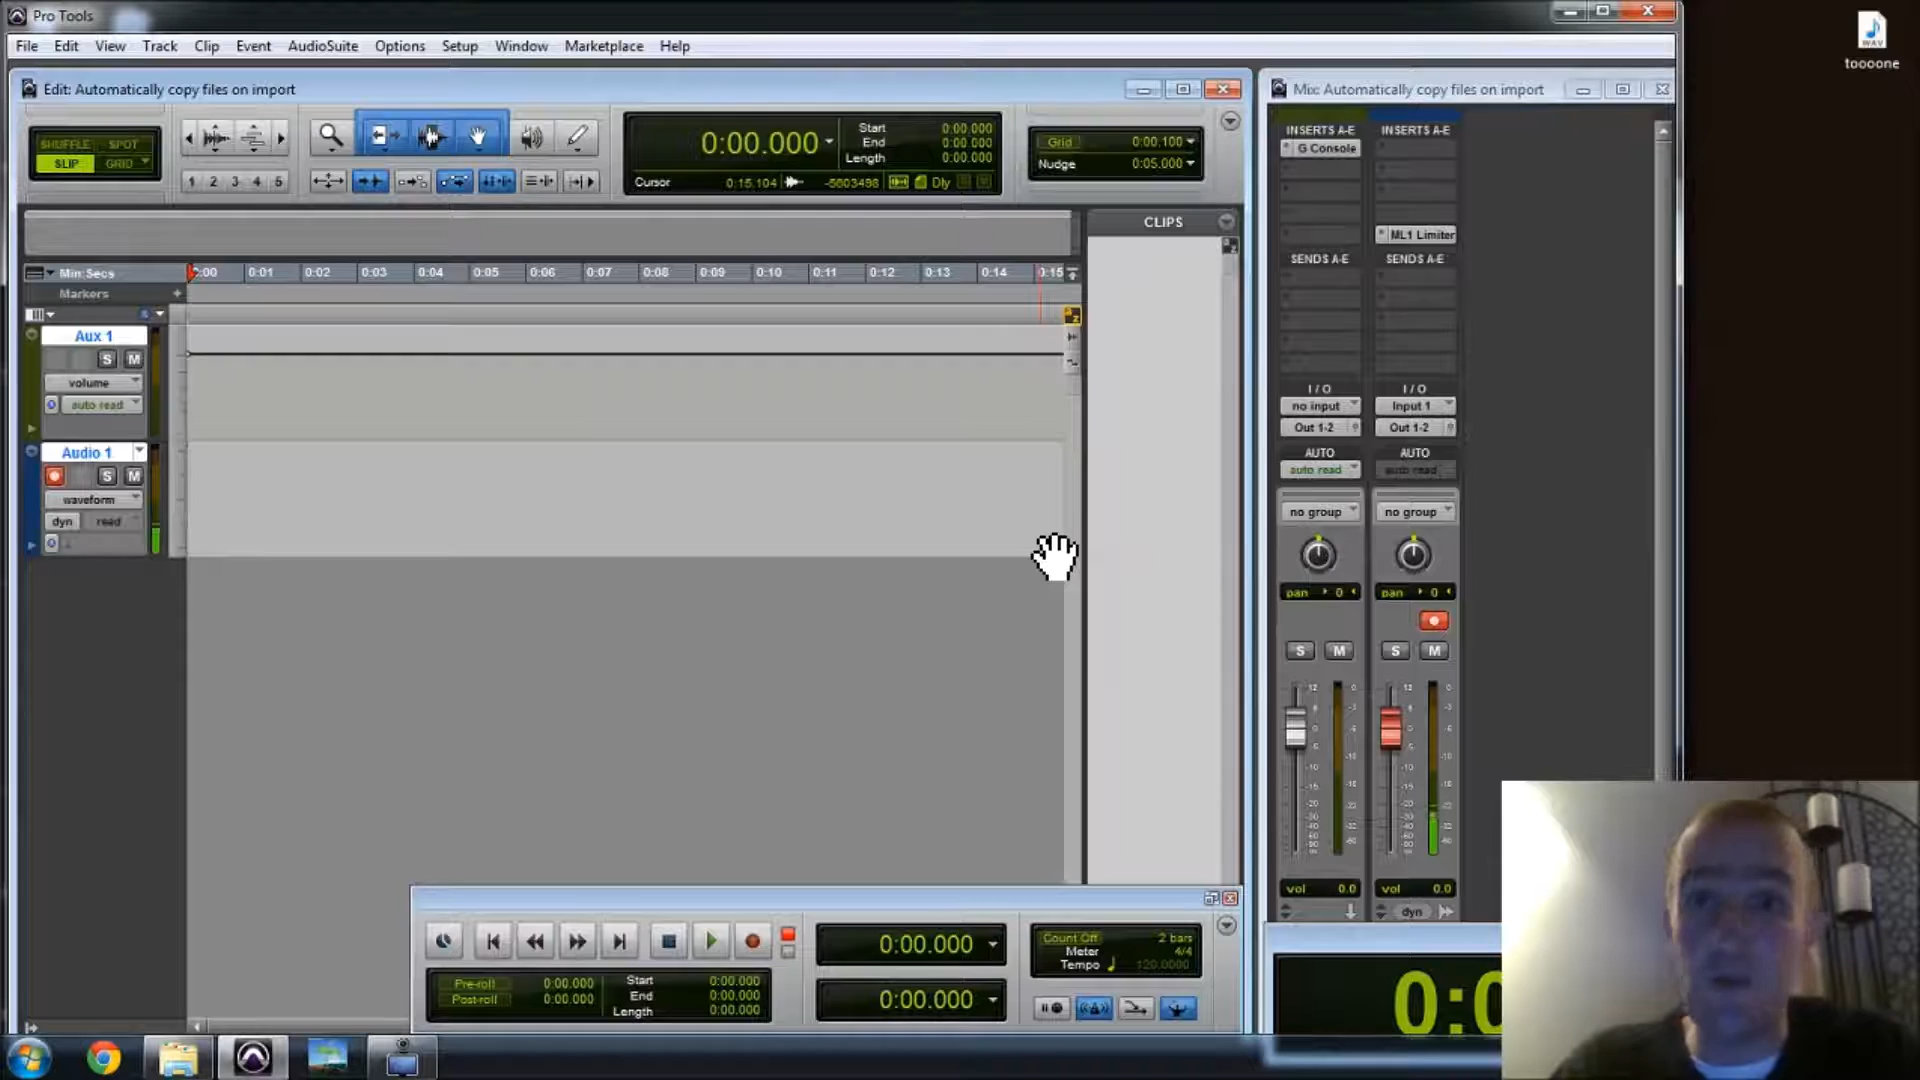 Pro Tools
toooone
File Edit View Track Clip Event AudioSuite Options Setup Window Marketplace Help
Edit: Automatically copy files on import
Mix: Automatically copy files on import
SHUFFLE SPOT
SLIP GRID
1 2 3 4 5
0:00.000
Start 0:00.000
End 0:00.000
Length 0:00.000
Cursor 0:15.104 -5603498 Dly
Grid 0:00.100
Nudge 0:05.000
CLIPS
Min:Secs 0:00 0:01 0:02 0:03 0:04 0:05 0:06 0:07 0:08 0:09 0:10 0:11 0:12 0:13 0:14 0:15
Markers
Aux 1
S M
volume
auto read
Audio 1
S M
waveform
dyn read
INSERTS A-E INSERTS A-E
G Console
ML1 Limiter
SENDS A-E SENDS A-E
I/O I/O
no input Input 1
Out 1-2 Out 1-2
AUTO AUTO
auto read auto read
no group no group
pan 0 pan 0
S M S M
vol 0.0 vol 0.0
dyn
0:00.000
0:00.000
Pre-roll 0:00.000
Post-roll 0:00.000
Start 0:00.000
End 0:00.000
Length 0:00.000
Count Off 2 bars
Meter 4/4
Tempo 120.0000